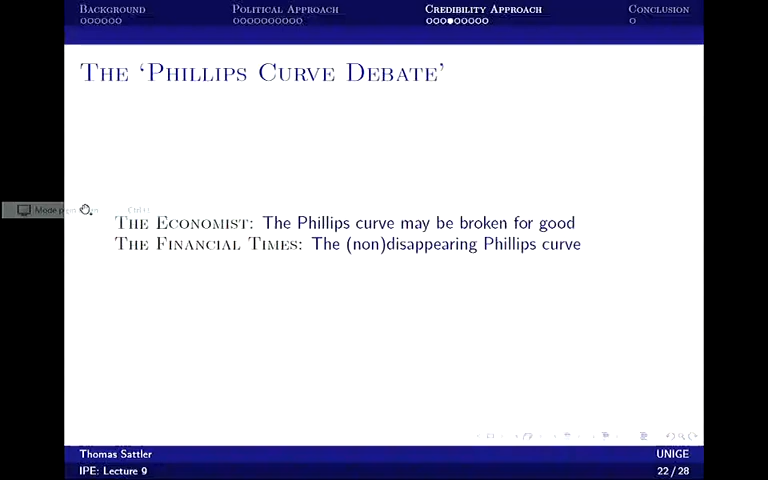 BACKGROUND POLITICAL APPROACH CREDIBILITY APPROACH CONCLUSION
THE ‘PHILLIPS CURVE DEBATE’
THE ECONOMIST: The Phillips curve may be broken for good
THE FINANCIAL TIMES: The (non)disappearing Phillips curve
Thomas Sattler UNIGE
IPE: Lecture 9 22 / 28